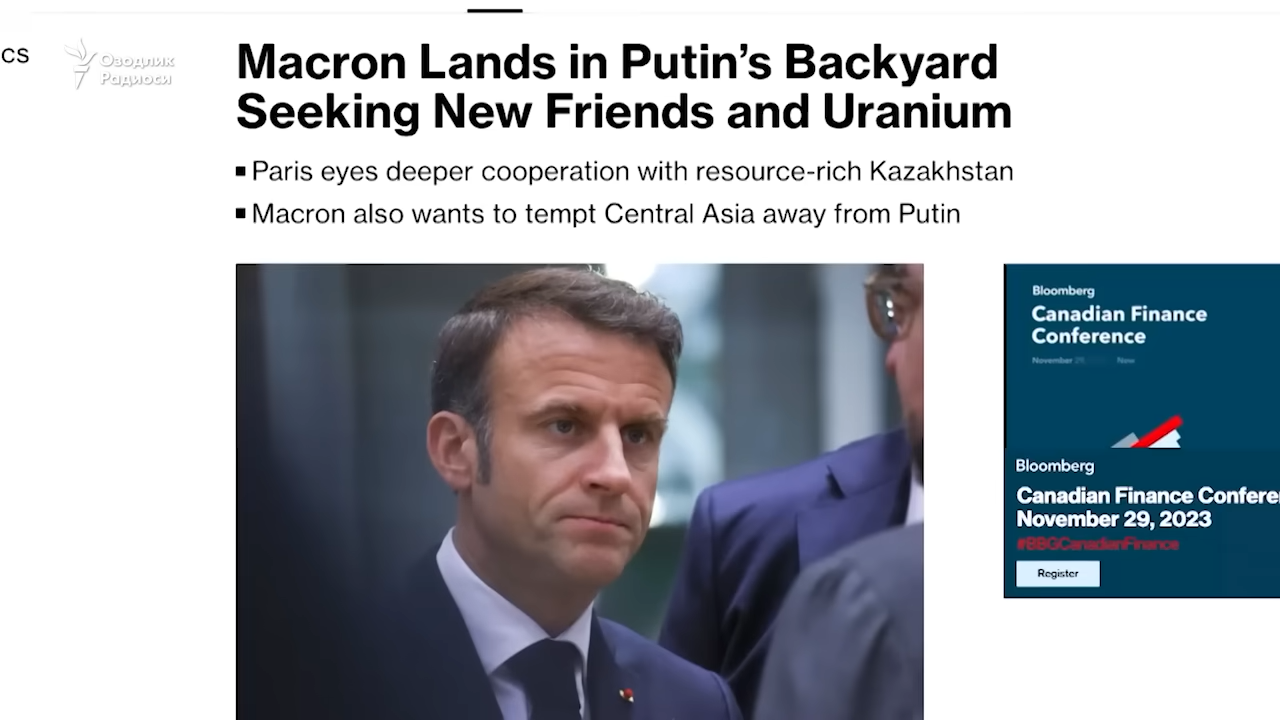 cs
Озодлик
Радиоси
Macron Lands in Putin’s Backyard
Seeking New Friends and Uranium
Paris eyes deeper cooperation with resource-rich Kazakhstan
Macron also wants to tempt Central Asia away from Putin
Bloomberg
Canadian Finance
Conference
November
Bloomberg
Canadian Finance Confere
November 29, 2023
#BBGCanadianFinance
Register